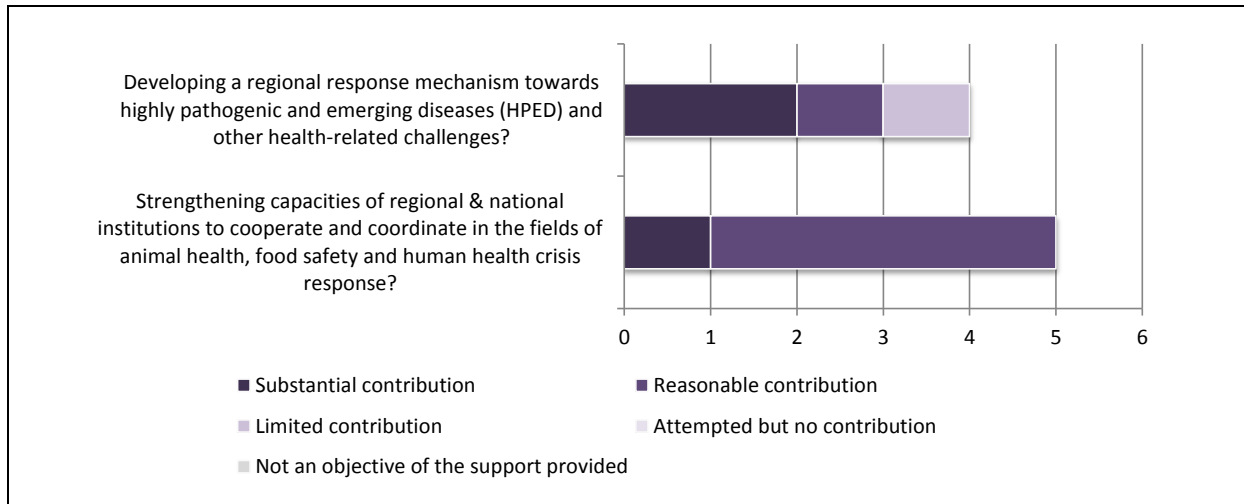 Developing a regional response mechanism towards
highly pathogenic and emerging diseases (HPED) and
other health-related challenges?
Strengthening capacities of regional & national
institutions to cooperate and coordinate in the fields of
animal health, food safety and human health crisis
response?
0 1 2 3 4 5 6
Substantial contribution
Reasonable contribution
Limited contribution
Attempted but no contribution
Not an objective of the support provided